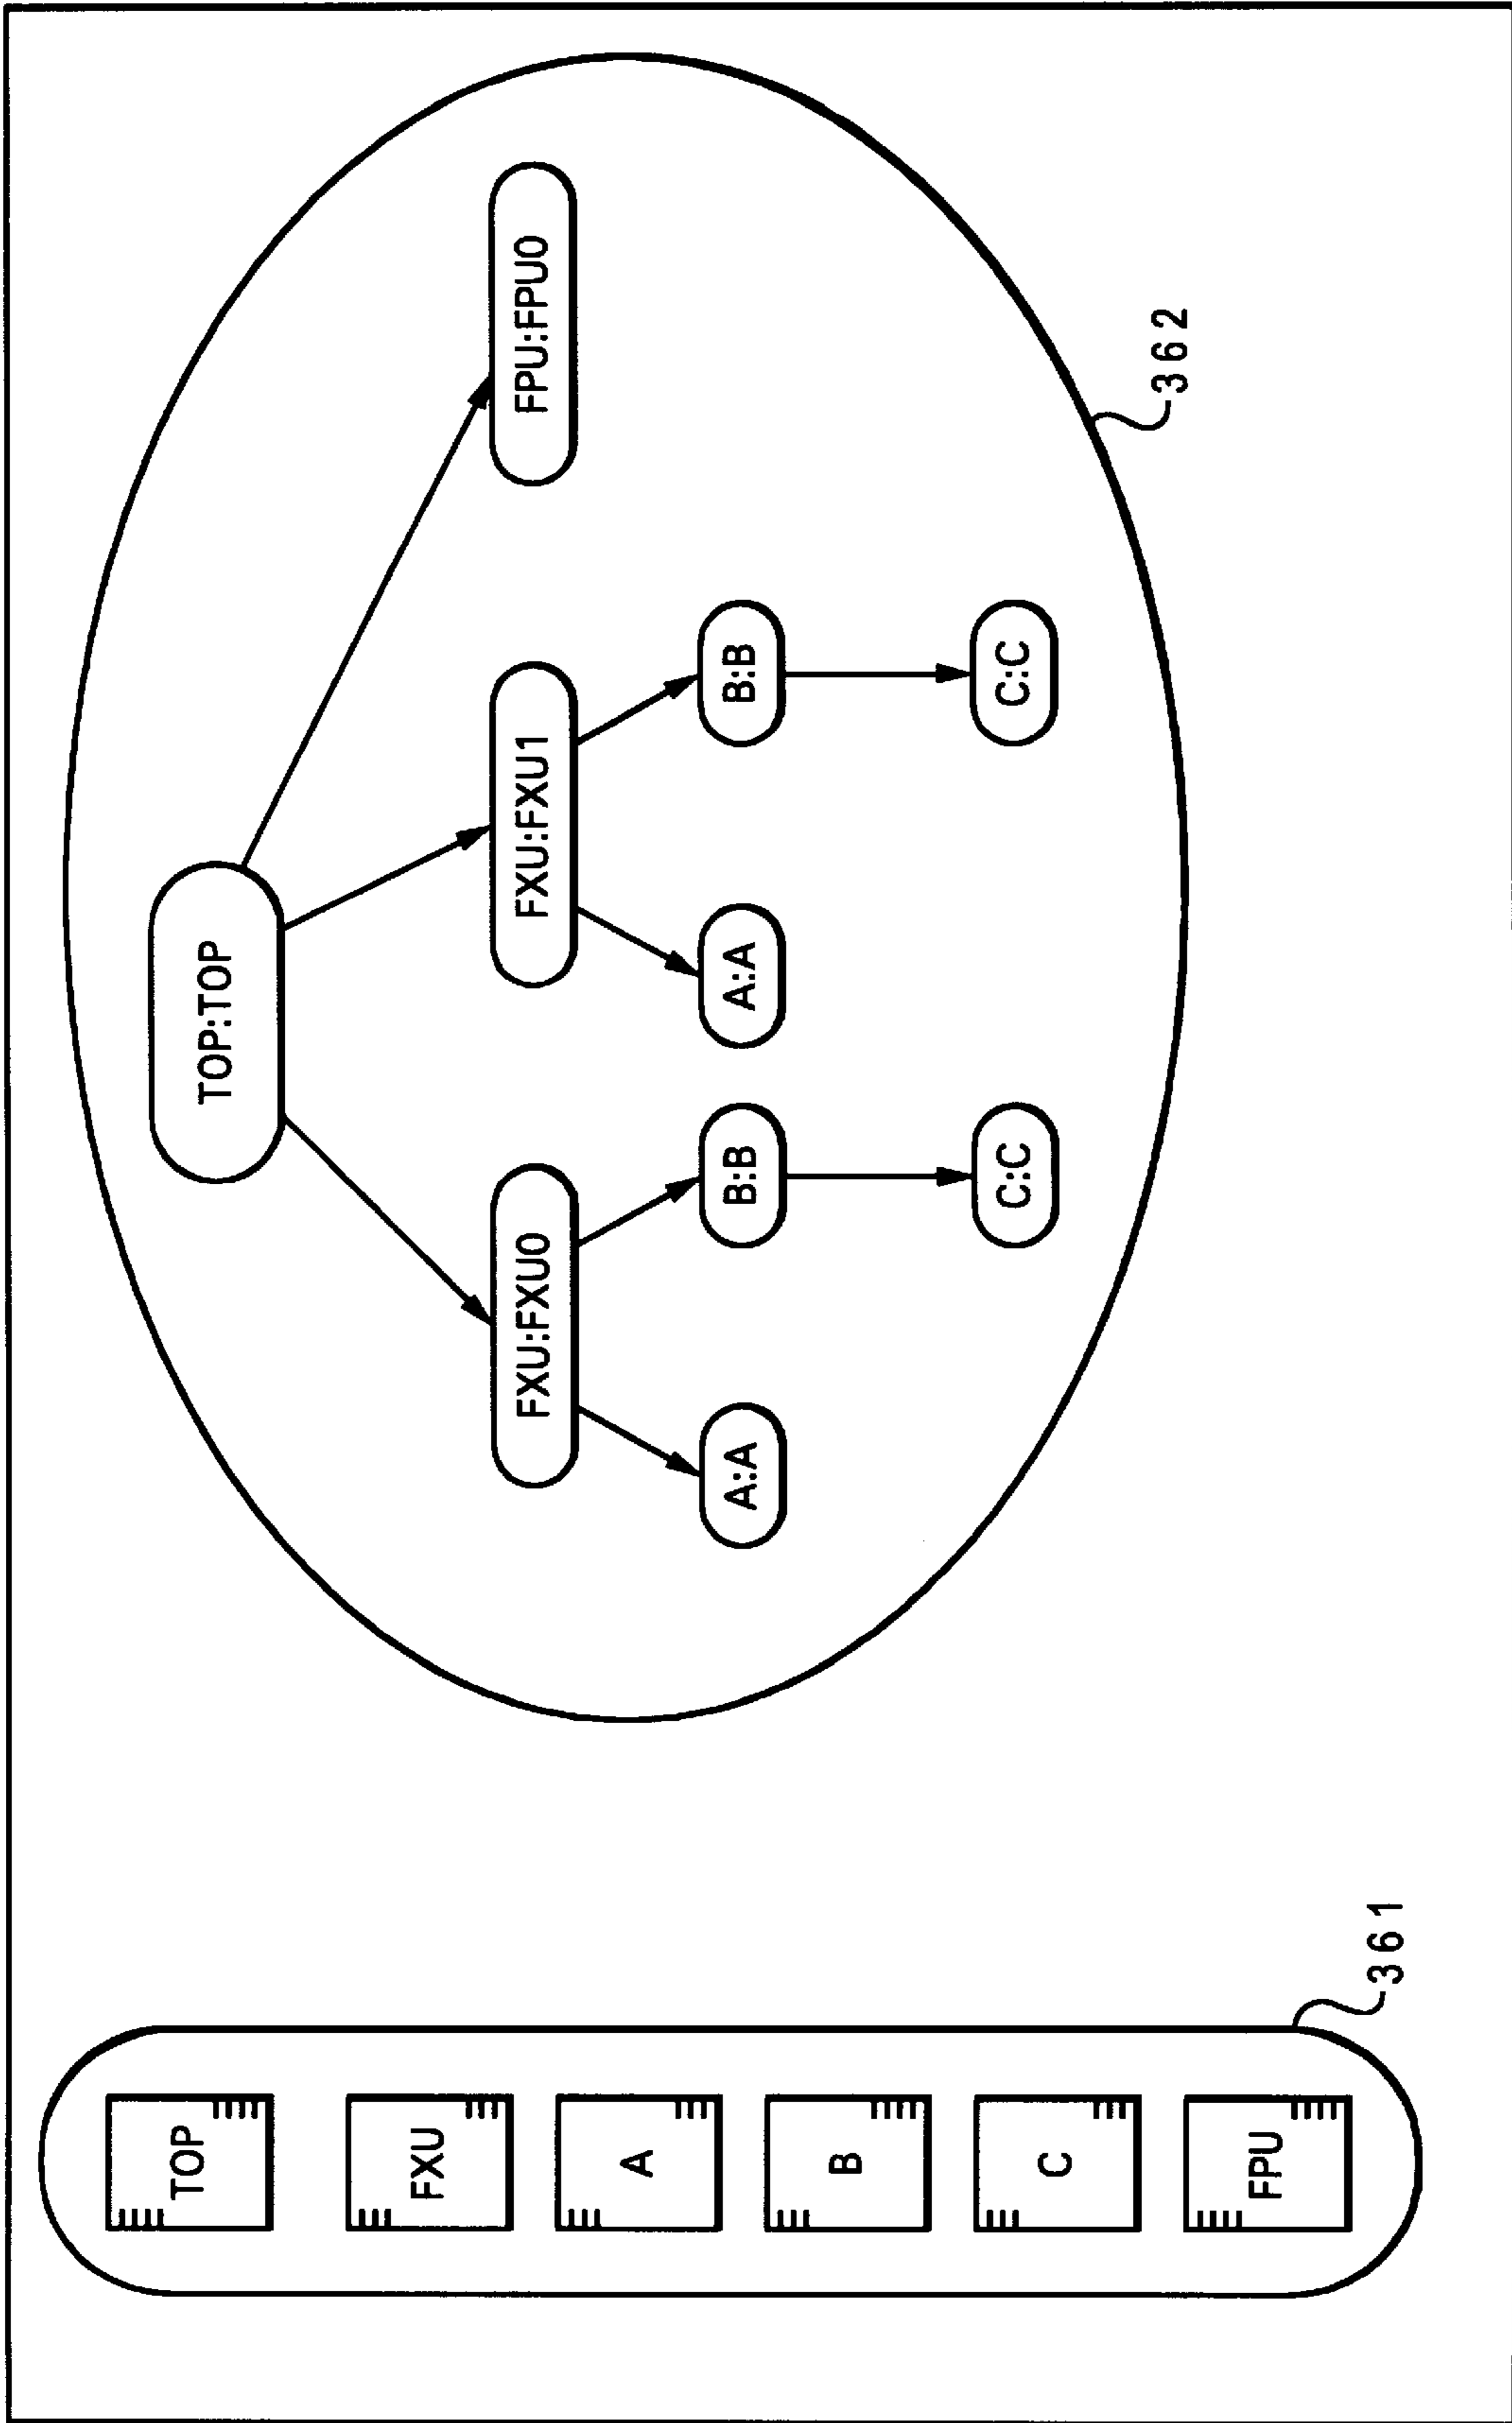 TOP
FXU
A
B
C
FPU
361
TOP:TOP
FXU:FXU0
FXU:FXU1
FPU:FPU0
A:A
B:B
A:A
B:B
C:C
C:C
362